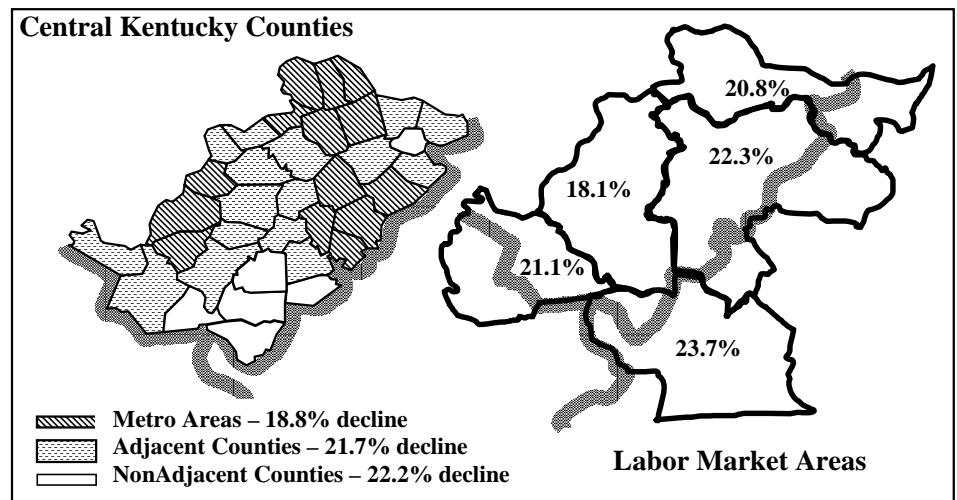 Central Kentucky Counties
20.8%
22.3%
18.1%
21.1%
23.7%
Metro Areas – 18.8% decline
Adjacent Counties – 21.7% decline
NonAdjacent Counties – 22.2% decline
Labor Market Areas